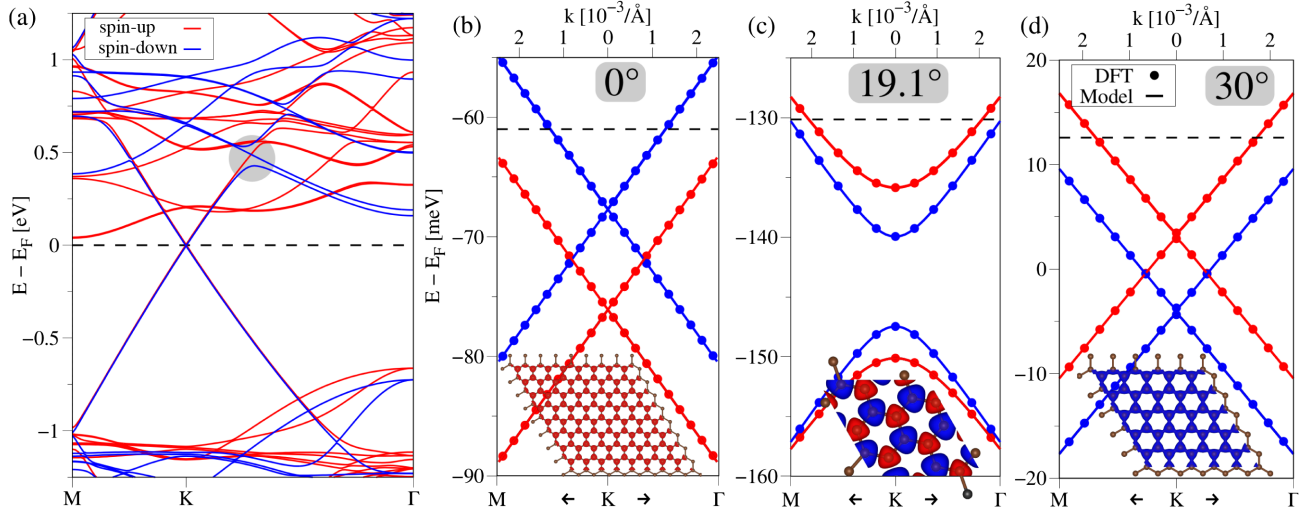 (a)
spin-up
spin-down
E − E_F [eV]
1
0.5
0
−0.5
−1
M
K
Γ
(b)
k [10⁻³/Å]
2 1 0 1 2
0°
E − E_F [meV]
−60
−70
−80
−90
M ← K → Γ
(c)
k [10⁻³/Å]
2 1 0 1 2
19.1°
−130
−140
−150
−160
M ← K → Γ
(d)
k [10⁻³/Å]
2 1 0 1 2
DFT
Model
30°
20
10
0
−10
−20
M ← K → Γ